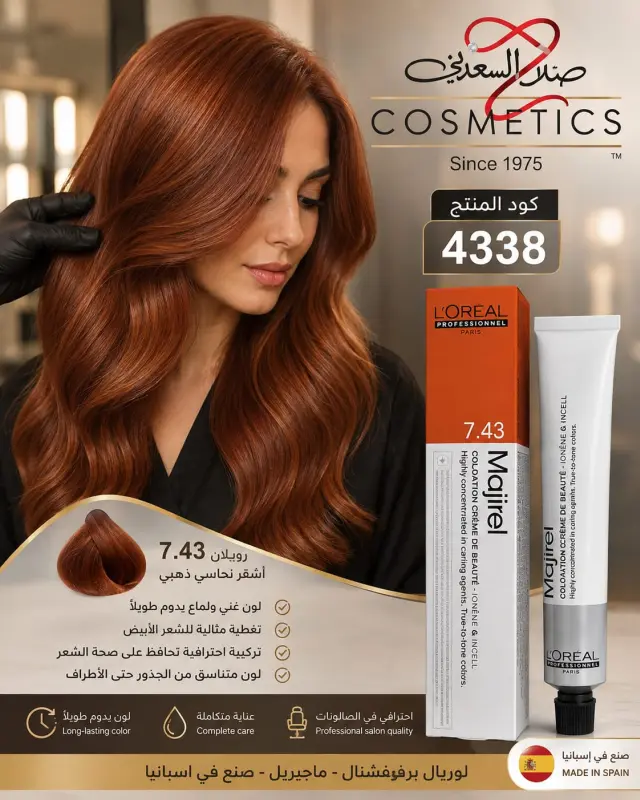 صلاح السعدني
COSMETICS
TM
Since 1975
كود المنتج
4338
L'ORÉAL
PROFESSIONNEL
PARIS
7.43
Majirel
COLOATION CRÈME DE BEAUTÉ - IONÈNE & INCELL
Highly concentrated in caring agents. True-to-tone colors.
Majirel
COLOATION CRÈME DE BEAUTÉ - IONÈNE & INCELL
Highly concentrated in caring agents. True-to-tone colors.
L'ORÉAL
PROFESSIONNEL
PARIS
رويلان 7.43
أشقر نحاسي ذهبي
لون غني ولماع يدوم طويلاً
تغطية مثالية للشعر الأبيض
تركيبة احترافية تحافظ على صحة الشعر
لون متناسق من الجذور حتى الأطراف
احترافي في الصالونات
Professional salon quality
عناية متكاملة
Complete care
لون يدوم طويلاً
Long-lasting color
صنع في إسبانيا
MADE IN SPAIN
لوريال برفوفشنال - ماجيريل - صنع في اسبانيا